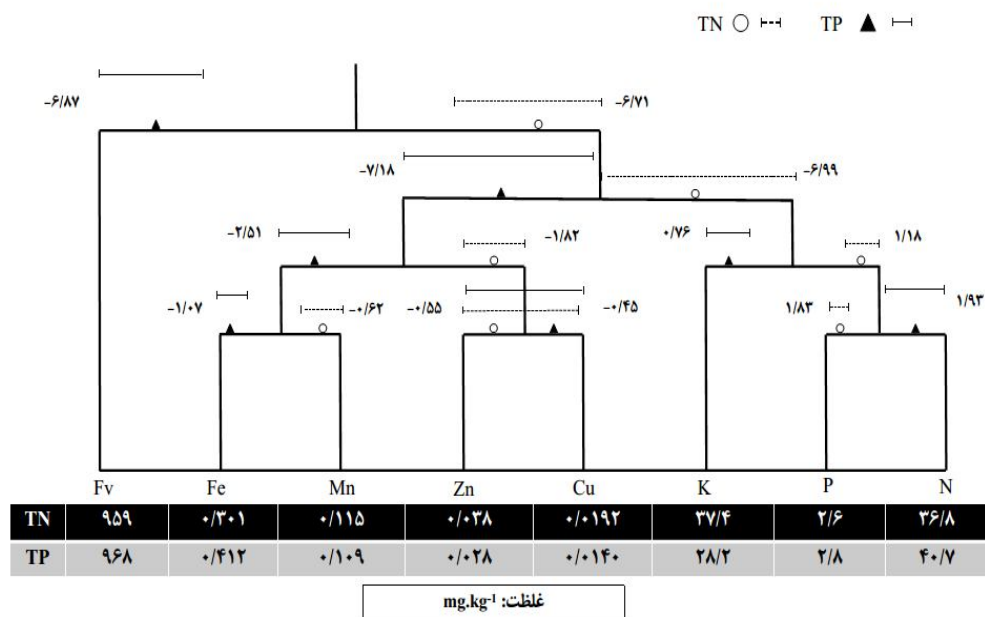 TN TP
-۶/۸۷ -۶/۷۱
-۷/۱۸ -۶/۹۹
-۲/۵۱ -۱/۸۲ ۰/۷۶ ۱/۱۸
-۱/۰۷ -۰/۶۲ -۰/۵۵ -۰/۴۵ ۱/۸۳ ۱/۹۳
Fv Fe Mn Zn Cu K P N
TN ۹۵۹ ۰/۳۰۱ ۰/۱۱۵ ۰/۰۳۸ ۰/۰۱۹۲ ۳۷/۴ ۲/۶ ۳۶/۸
TP ۹۶۸ ۰/۴۱۲ ۰/۱۰۹ ۰/۰۲۸ ۰/۰۱۴۰ ۲۸/۲ ۲/۸ ۴۰/۷
غلظت: mg.kg-1